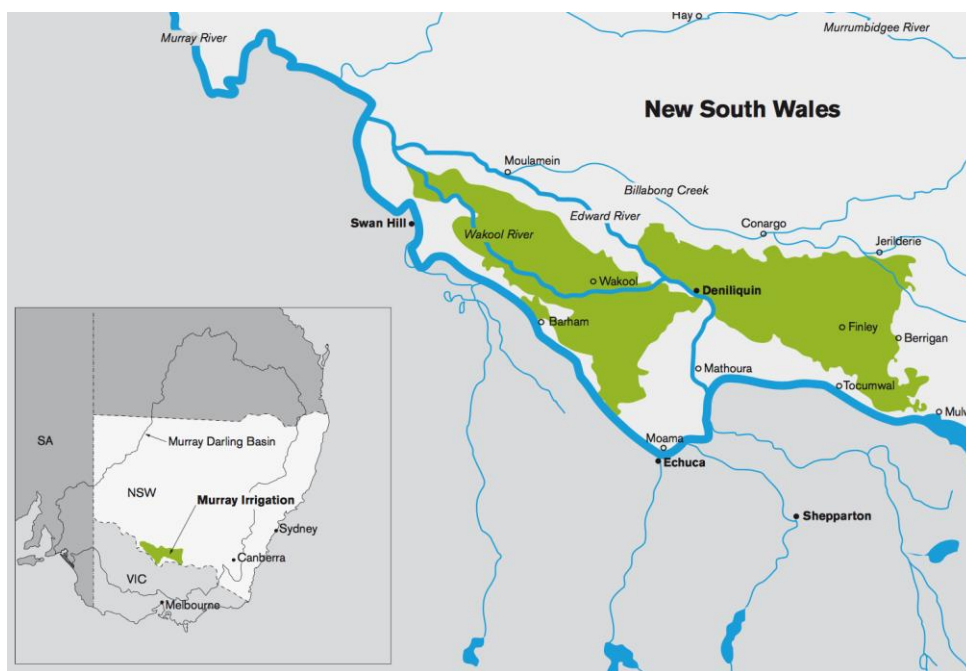 Hay
Murray River
Murrumbidgee River
New South Wales
Moulamein
Billabong Creek
Edward River
Swan Hill
Conargo
Wakool River
Jerilderie
Wakool
Deniliquin
Barham
Finley
Berrigan
Mathoura
Tocumwal
Mulw
Moama
Echuca
Shepparton
SA
Murray Darling Basin
NSW
Murray Irrigation
Sydney
Canberra
VIC
Melbourne